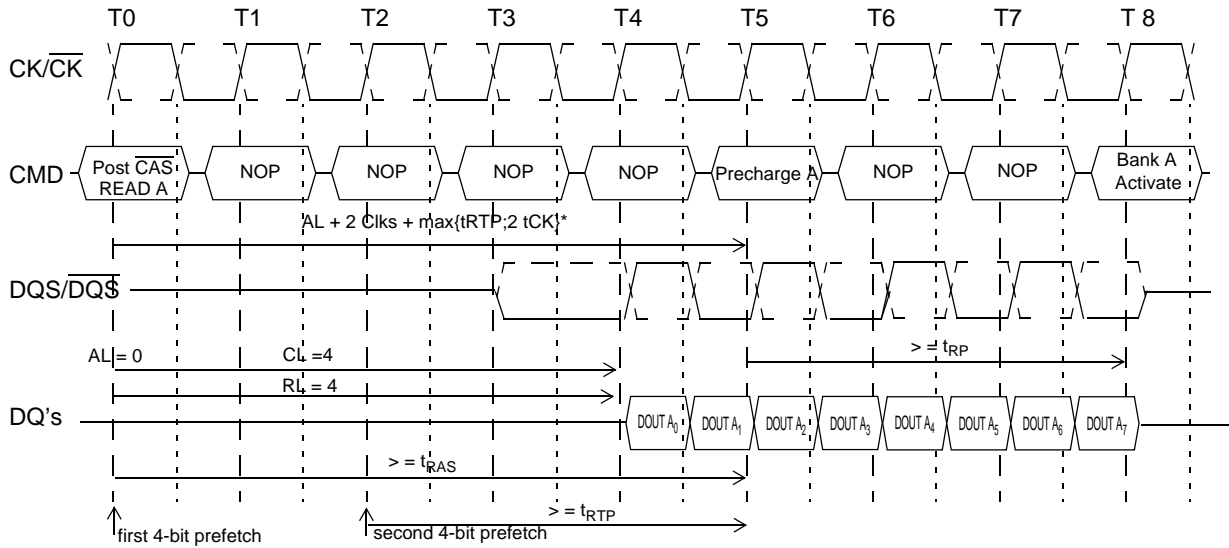 T0 T1 T2 T3 T4 T5 T6 T7 T 8
CK/CK
CMD
Post CAS
READ A
NOP
NOP
NOP
NOP
Precharge A
NOP
NOP
Bank A
Activate
AL + 2 Clks + max{tRTP;2 tCK}*
DQS/DQS
AL = 0
CL =4
> = tRP
RL = 4
DQ's
DOUT A0
DOUT A1
DOUT A2
DOUT A3
DOUT A4
DOUT A5
DOUT A6
DOUT A7
> = tRAS
> = tRTP
first 4-bit prefetch
second 4-bit prefetch